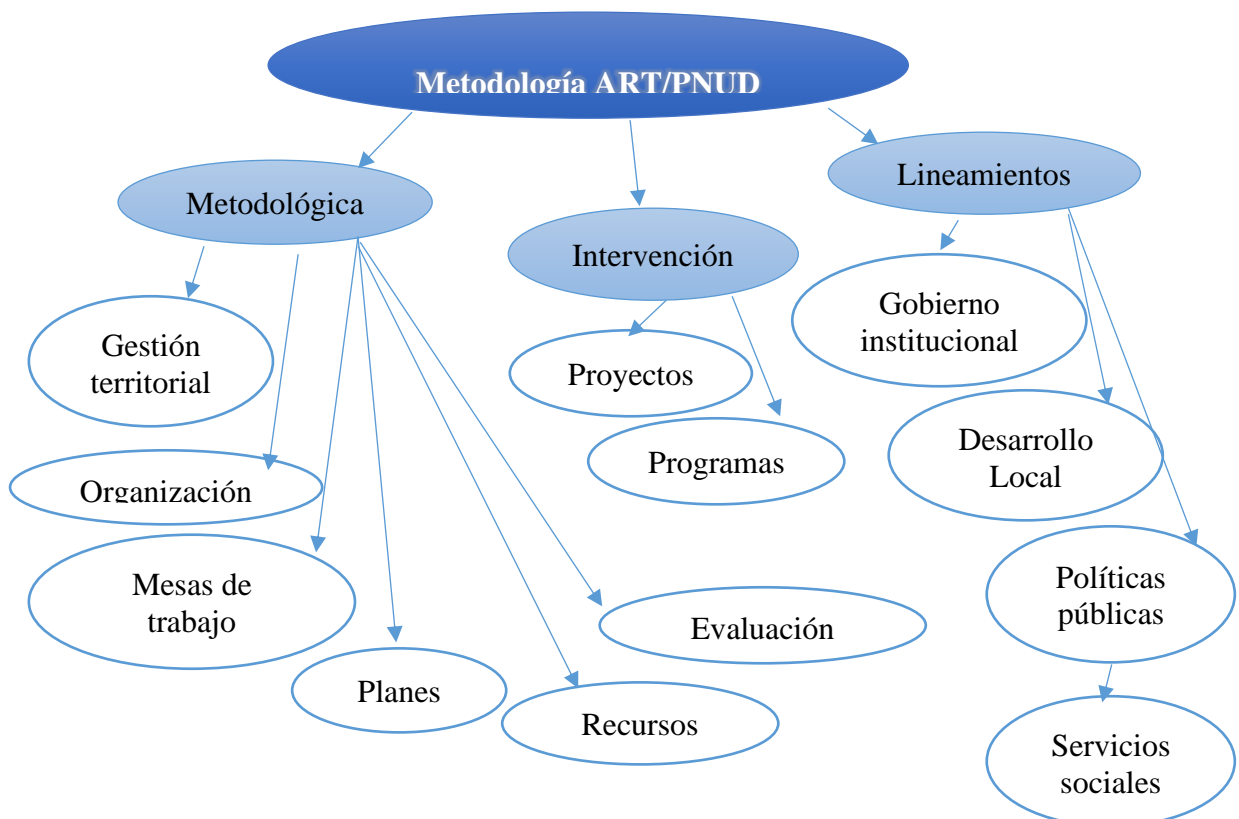 Metodología ART/PNUD
Metodológica
Intervención
Lineamientos
Gestión
territorial
Organización
Mesas de
trabajo
Planes
Recursos
Evaluación
Proyectos
Programas
Gobierno
institucional
Desarrollo
Local
Políticas
públicas
Servicios
sociales